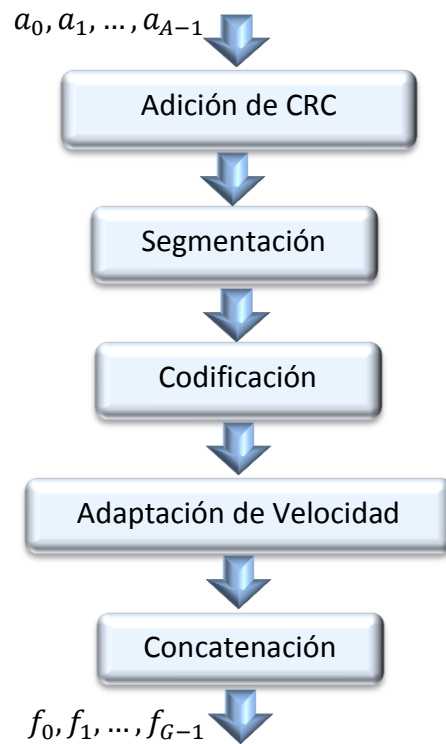 a₀, a₁, … , a_{A−1}
Adición de CRC
Segmentación
Codificación
Adaptación de Velocidad
Concatenación
f₀, f₁, … , f_{G−1}